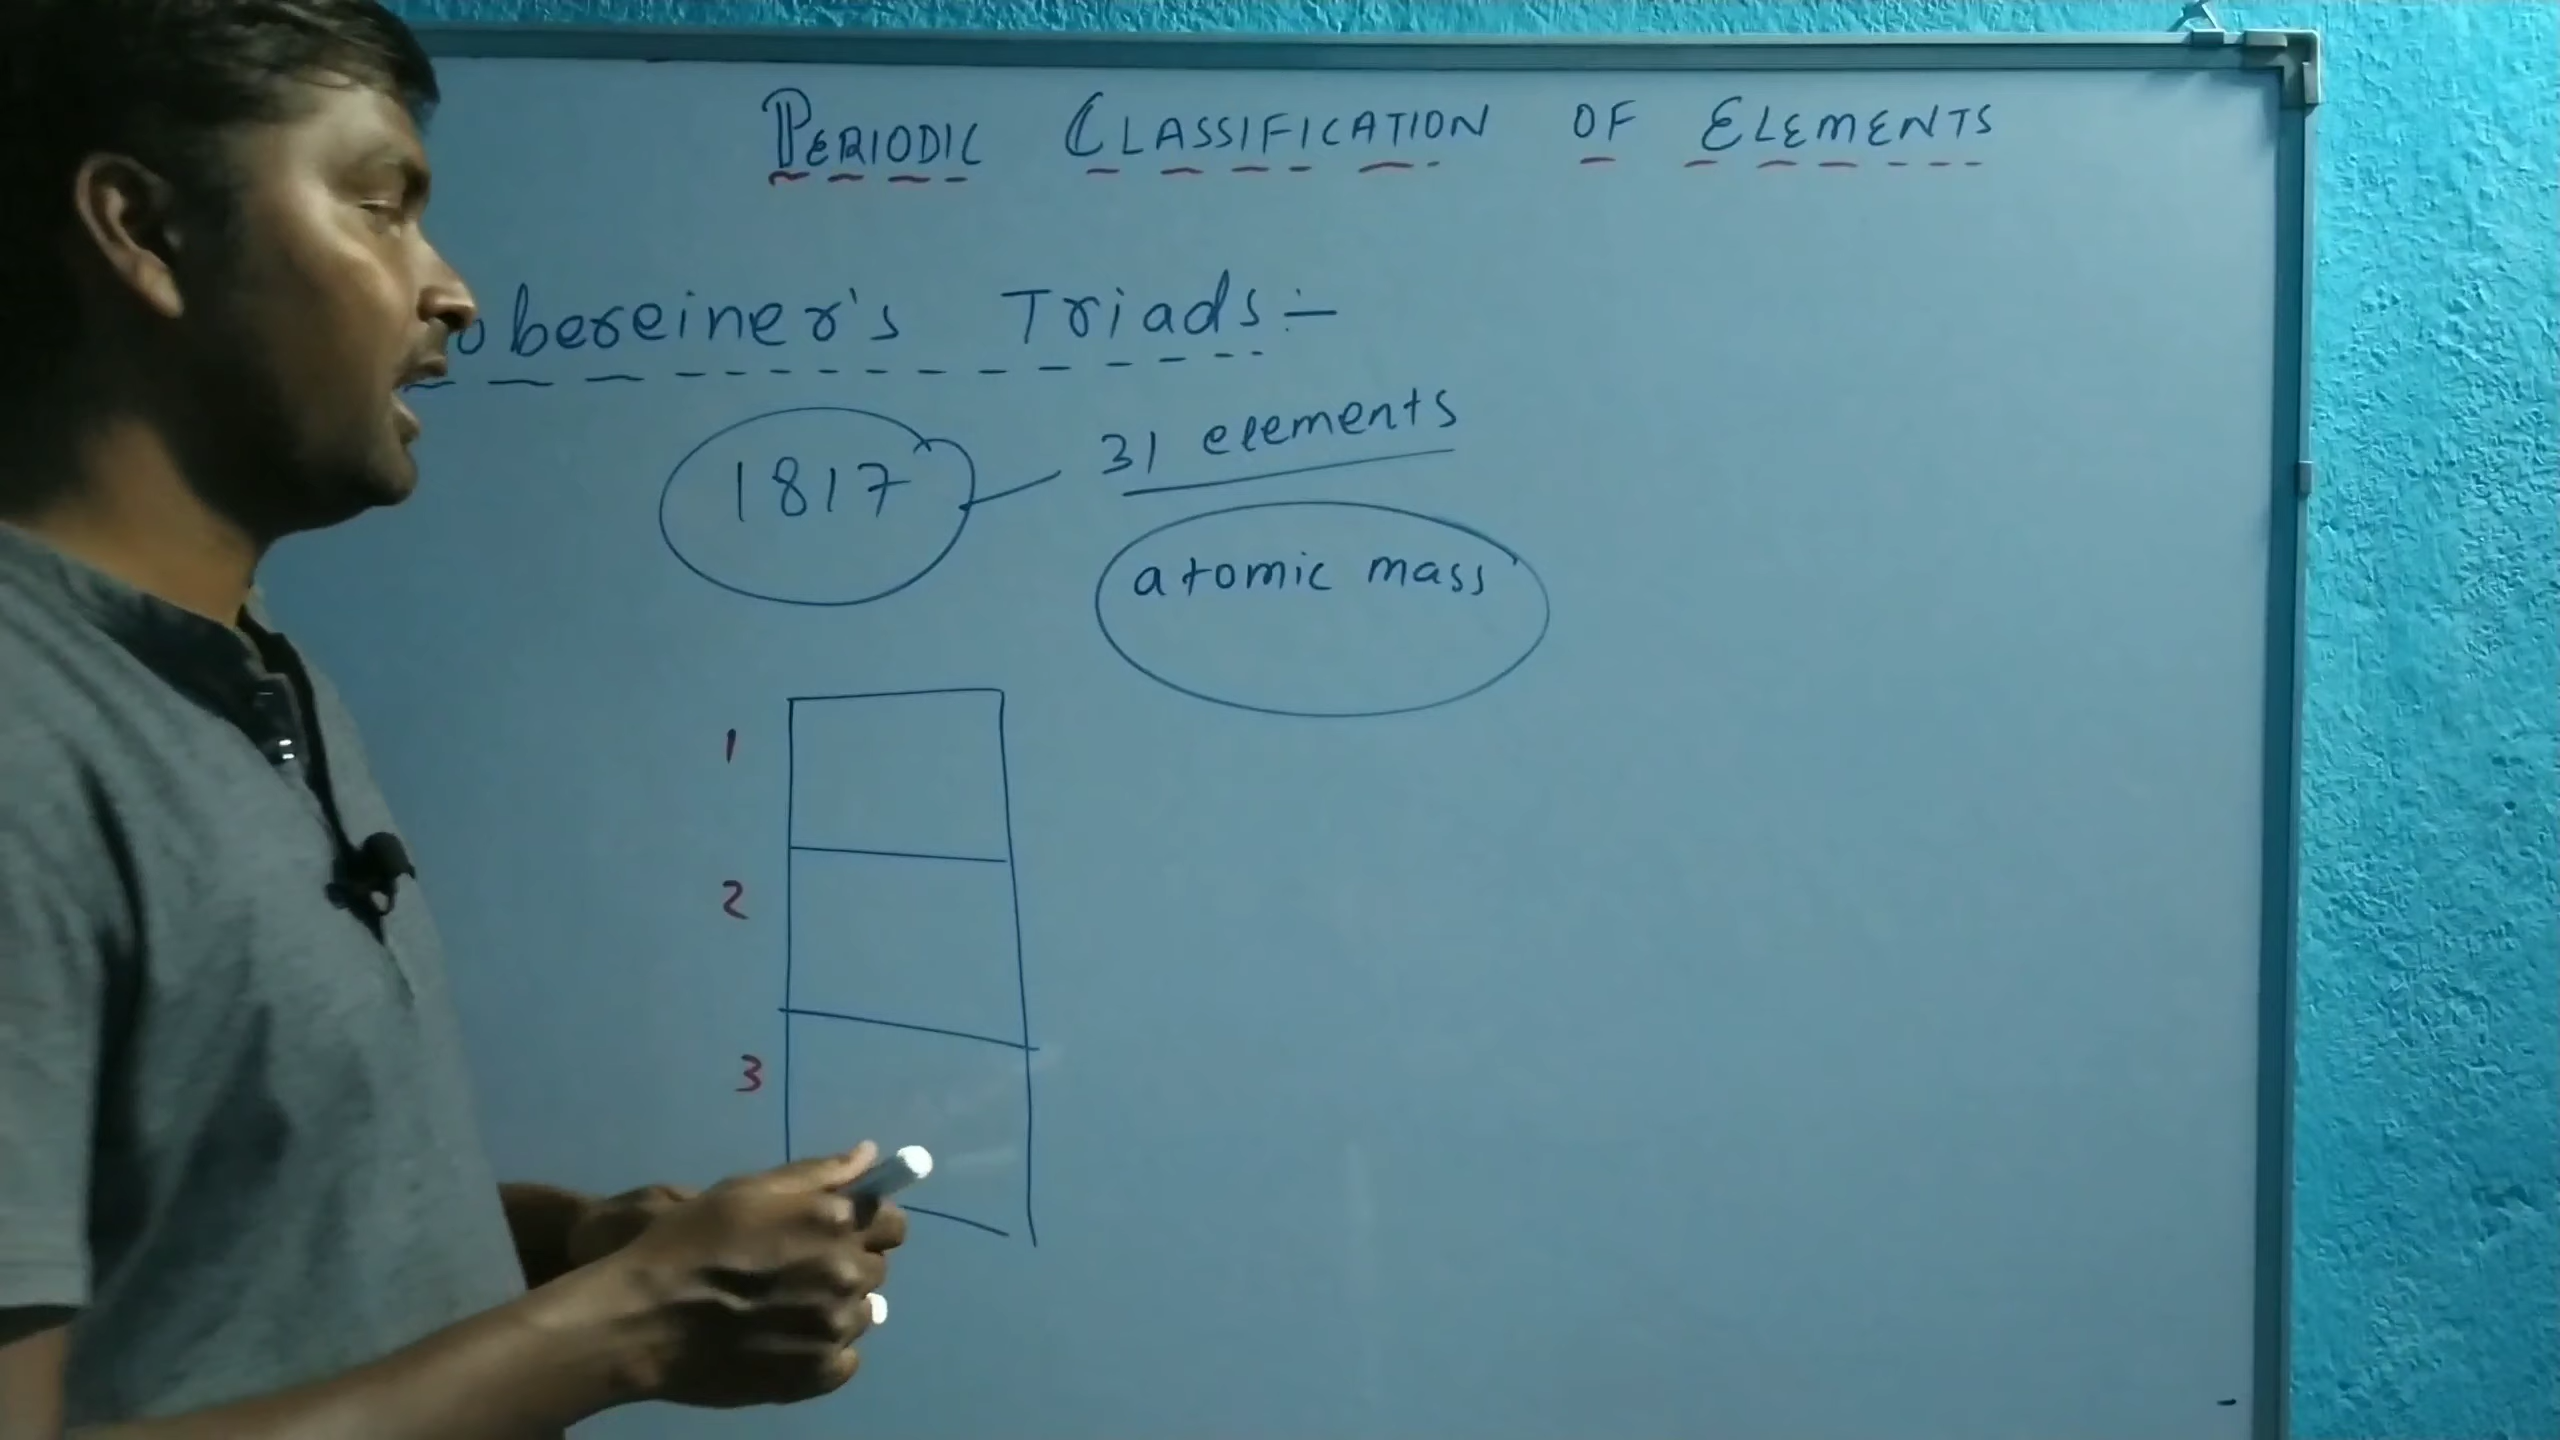 PERIODIC CLASSIFICATION OF ELEMENTS
obereiner's Triads:-
1817 31 elements
atomic mass
1
2
3